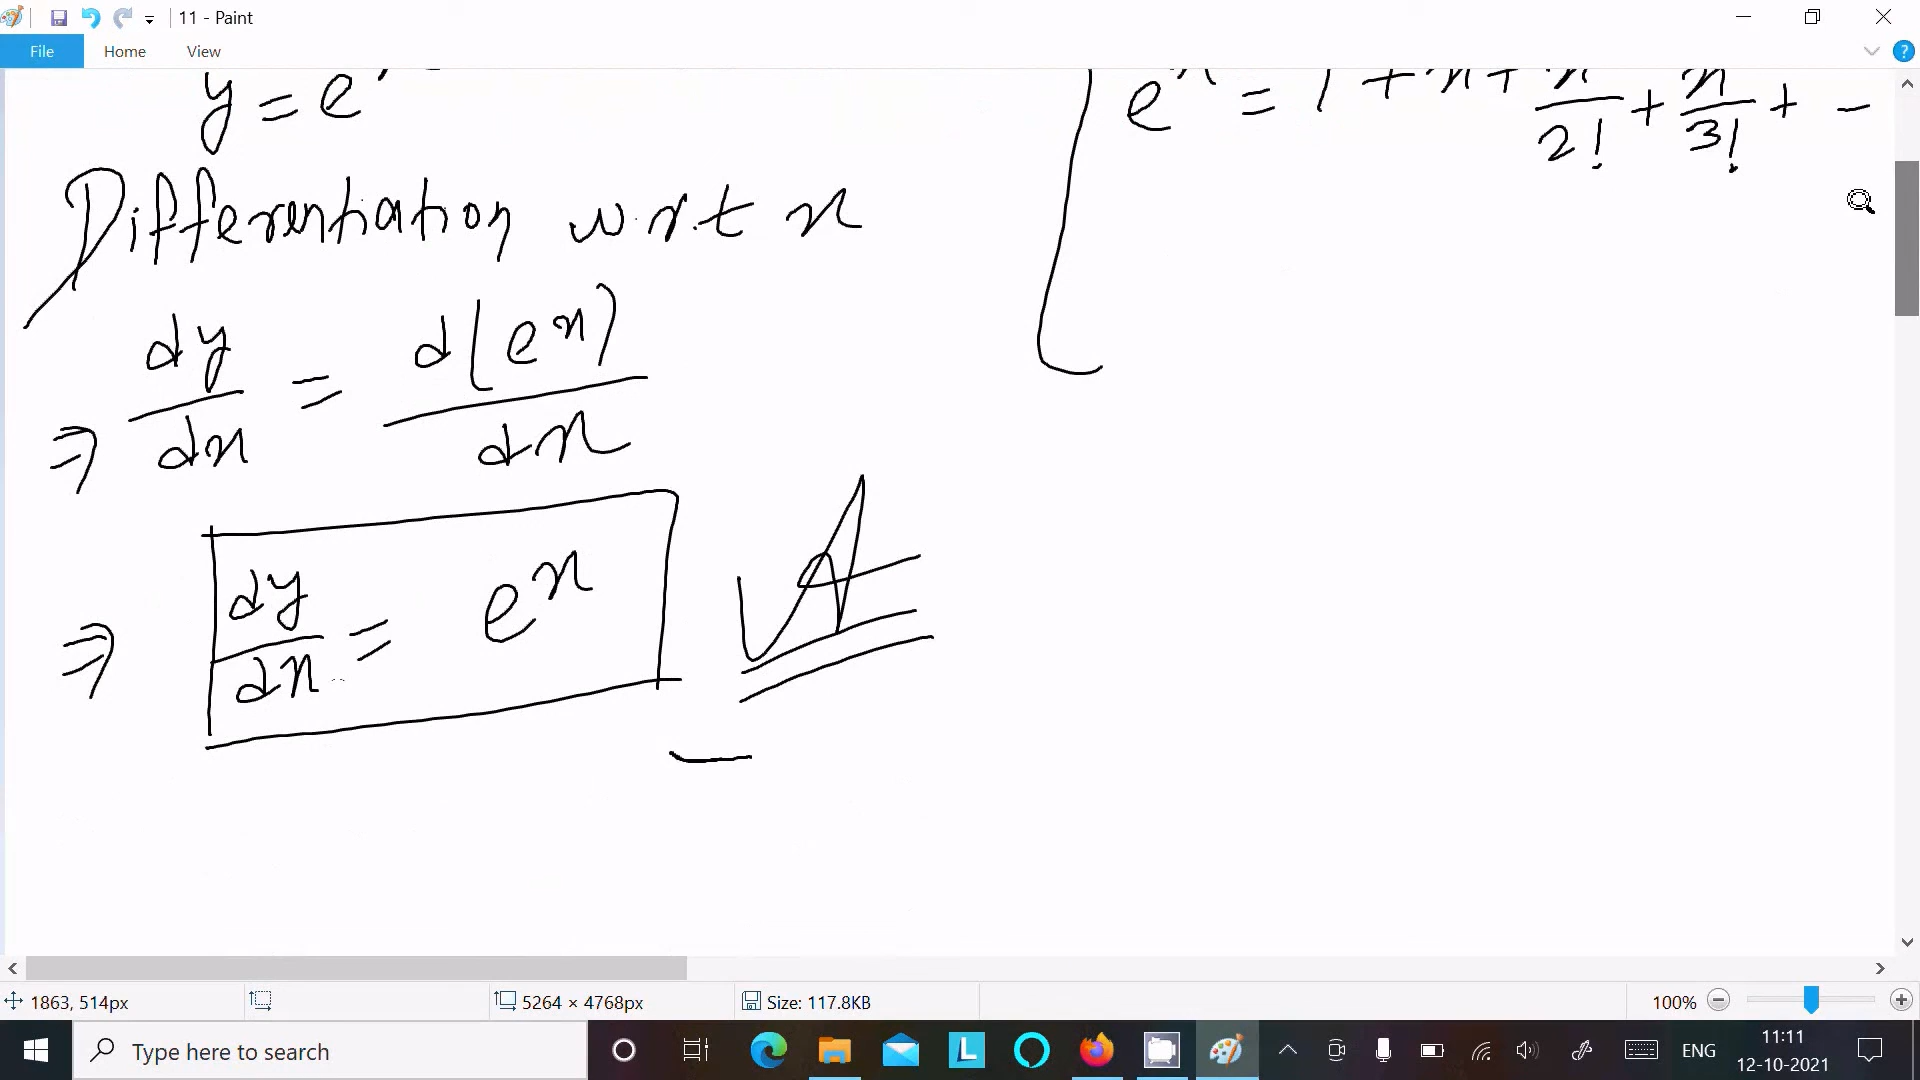 11 - Paint
File Home View
y = e
e^x = 1 + x + x/2! + x/3! + -
Differentiation w.r.t x
⇒ dy/dx = d(e^x)/dx
⇒ dy/dx = e^x
1863, 514px
5264 × 4768px
Size: 117.8KB
100%
Type here to search
L
ENG
11:11
12-10-2021